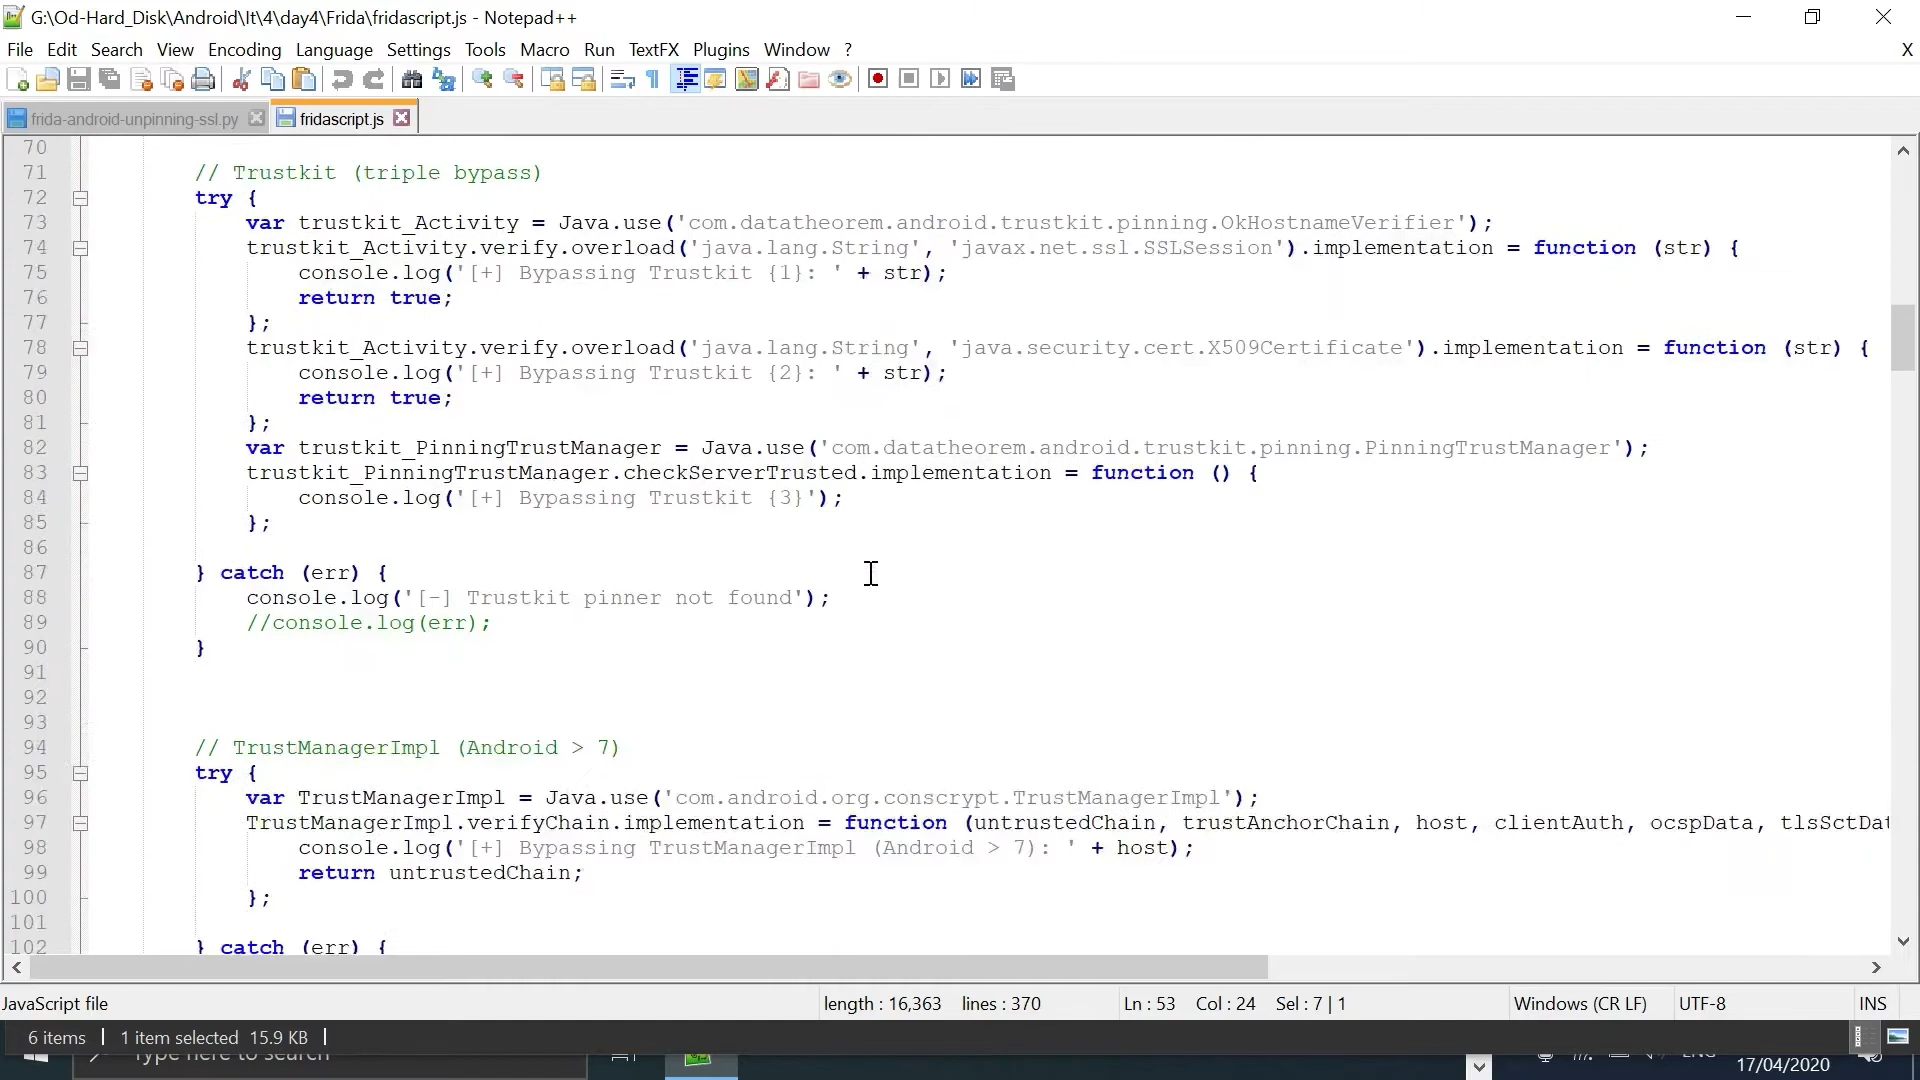 G:\Od-Hard_Disk\Android\It\4\day4\Frida\fridascript.js - Notepad++
File Edit Search View Encoding Language Settings Tools Macro Run TextFX Plugins Window ? X
frida-android-unpinning-ssl.py fridascript.js
70
71 // Trustkit (triple bypass)
72 try {
73 var trustkit_Activity = Java.use('com.datatheorem.android.trustkit.pinning.OkHostnameVerifier');
74 trustkit_Activity.verify.overload('java.lang.String', 'javax.net.ssl.SSLSession').implementation = function (str) {
75 console.log('[+] Bypassing Trustkit {1}: ' + str);
76 return true;
77 };
78 trustkit_Activity.verify.overload('java.lang.String', 'java.security.cert.X509Certificate').implementation = function (str) {
79 console.log('[+] Bypassing Trustkit {2}: ' + str);
80 return true;
81 };
82 var trustkit_PinningTrustManager = Java.use('com.datatheorem.android.trustkit.pinning.PinningTrustManager');
83 trustkit_PinningTrustManager.checkServerTrusted.implementation = function () {
84 console.log('[+] Bypassing Trustkit {3}');
85 };
86
87 } catch (err) {
88 console.log('[-] Trustkit pinner not found');
89 //console.log(err);
90 }
91
92
93
94 // TrustManagerImpl (Android > 7)
95 try {
96 var TrustManagerImpl = Java.use('com.android.org.conscrypt.TrustManagerImpl');
97 TrustManagerImpl.verifyChain.implementation = function (untrustedChain, trustAnchorChain, host, clientAuth, ocspData, tlsSctDat
98 console.log('[+] Bypassing TrustManagerImpl (Android > 7): ' + host);
99 return untrustedChain;
100 };
101
102 } catch (err) {
JavaScript file length : 16,363 lines : 370 Ln : 53 Col : 24 Sel : 7 | 1 Windows (CR LF) UTF-8 INS
6 items 1 item selected 15.9 KB
Type here to search ENG
17/04/2020